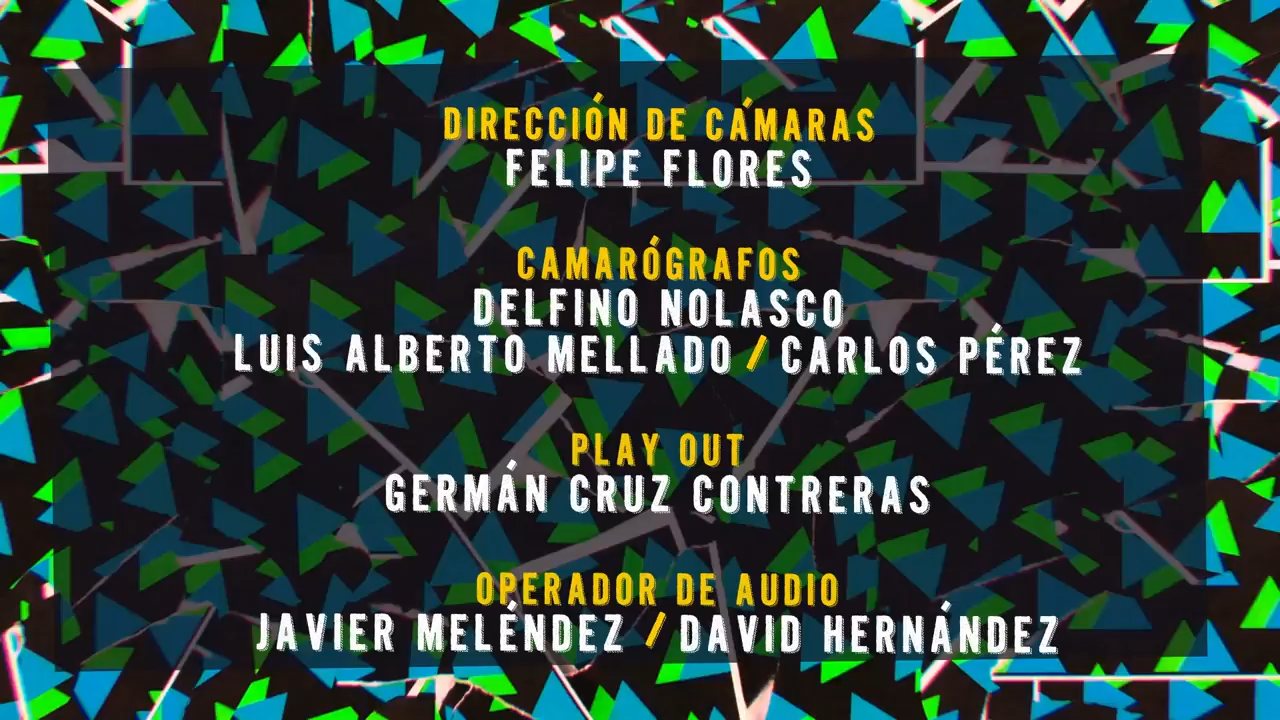 DIRECCIÓN DE CÁMARAS
FELIPE FLORES
CAMARÓGRAFOS
DELFINO NOLASCO
LUIS ALBERTO MELLADO / CARLOS PÉREZ
PLAY OUT
GERMÁN CRUZ CONTRERAS
OPERADOR DE AUDIO
JAVIER MELÉNDEZ / DAVID HERNÁNDEZ